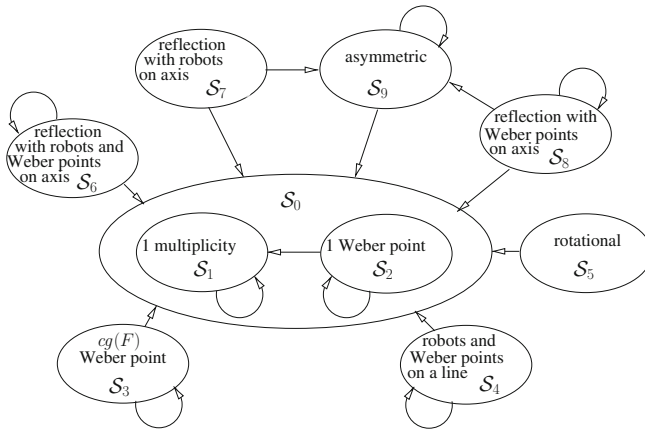 reflection
with robots
on axis
𝒮₇
asymmetric
𝒮₉
reflection
with robots and
Weber points
on axis
𝒮₆
reflection with
Weber points
on axis
𝒮₈
𝒮₀
1 multiplicity
𝒮₁
1 Weber point
𝒮₂
rotational
𝒮₅
cg(F)
Weber point
𝒮₃
robots and
Weber points
on a line
𝒮₄